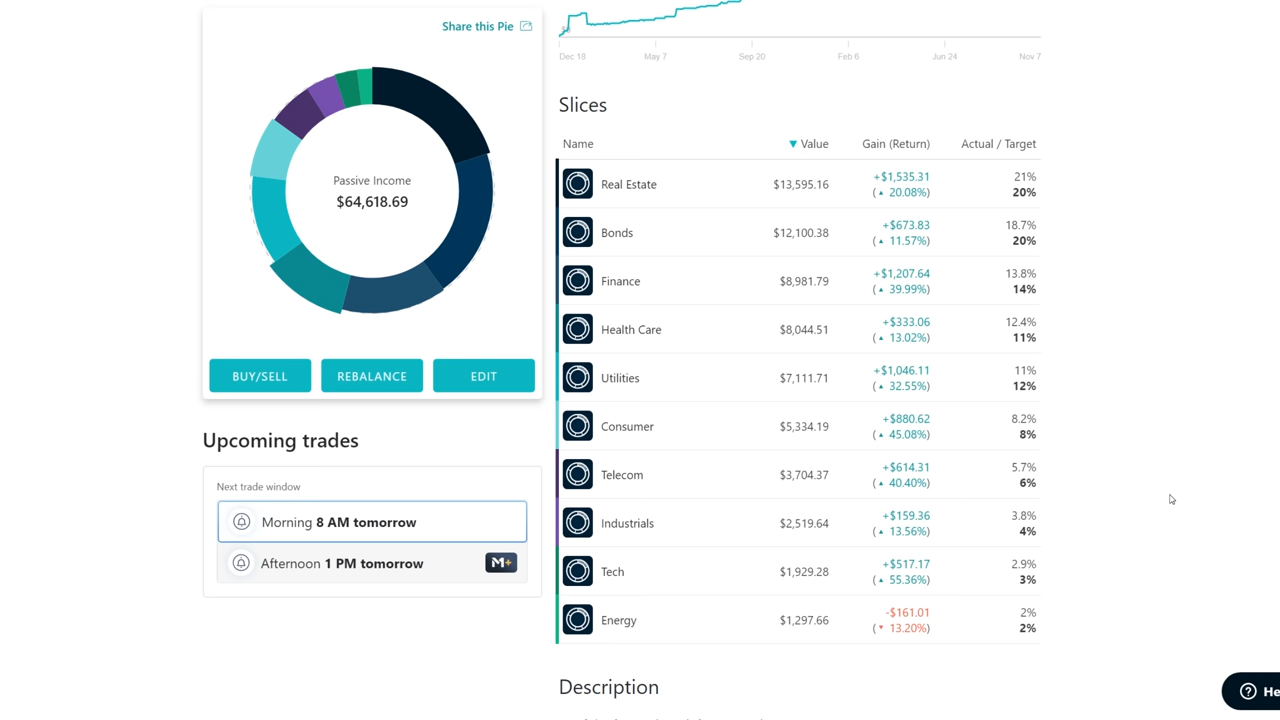 Share this Pie
Passive Income
$64,618.69
BUY/SELL
REBALANCE
EDIT
Upcoming trades
Next trade window
Morning 8 AM tomorrow
Afternoon 1 PM tomorrow
M+
Dec 18 May 7 Sep 20 Feb 6 Jun 24 Nov 7
Slices
Name ▼ Value Gain (Return) Actual / Target
Real Estate $13,595.16 +$1,535.31 21%
(▲ 20.08%) 20%
Bonds $12,100.38 +$673.83 18.7%
(▲ 11.57%) 20%
Finance $8,981.79 +$1,207.64 13.8%
(▲ 39.99%) 14%
Health Care $8,044.51 +$333.06 12.4%
(▲ 13.02%) 11%
Utilities $7,111.71 +$1,046.11 11%
(▲ 32.55%) 12%
Consumer $5,334.19 +$880.62 8.2%
(▲ 45.08%) 8%
Telecom $3,704.37 +$614.31 5.7%
(▲ 40.40%) 6%
Industrials $2,519.64 +$159.36 3.8%
(▲ 13.56%) 4%
Tech $1,929.28 +$517.17 2.9%
(▲ 55.36%) 3%
Energy $1,297.66 -$161.01 2%
(▼ 13.20%) 2%
Description
He